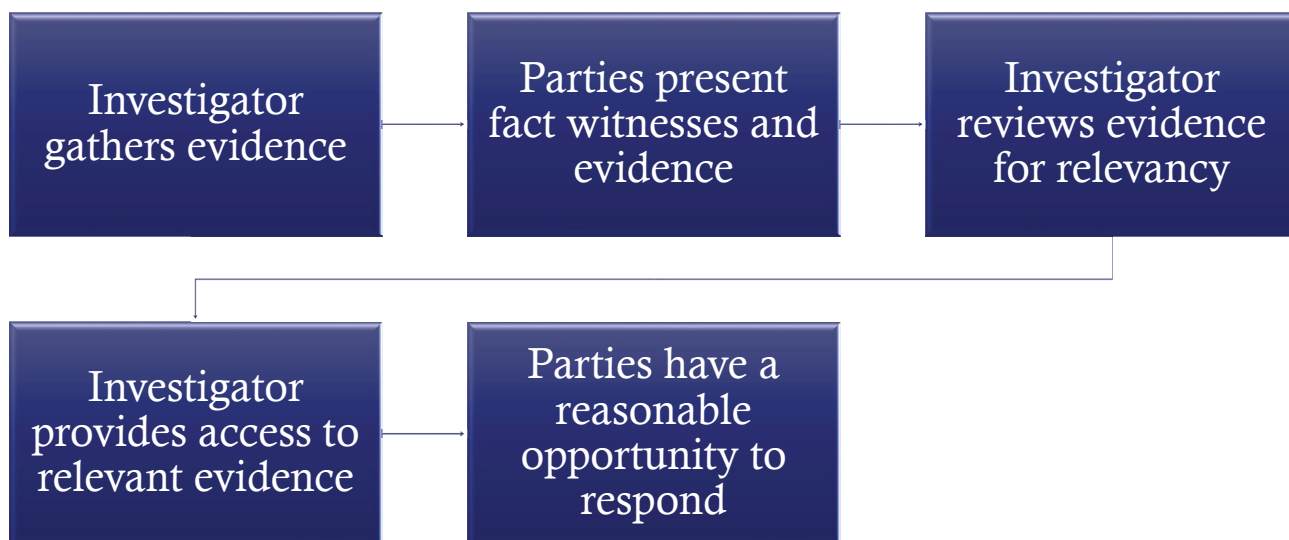 Investigator
gathers evidence
Parties present
fact witnesses and
evidence
Investigator
reviews evidence
for relevancy
Investigator
provides access to
relevant evidence
Parties have a
reasonable
opportunity to
respond